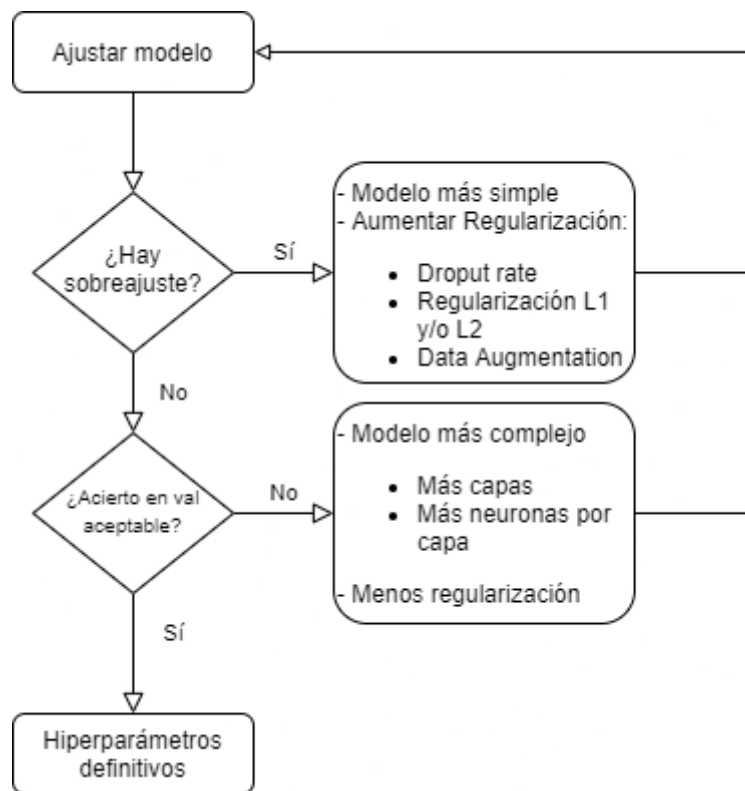 Ajustar modelo
¿Hay
sobreajuste?
Sí
- Modelo más simple
- Aumentar Regularización:
• Droput rate
• Regularización L1
y/o L2
• Data Augmentation
No
¿Acierto en val
aceptable?
No
- Modelo más complejo
• Más capas
• Más neuronas por
capa
- Menos regularización
Sí
Hiperparámetros
definitivos